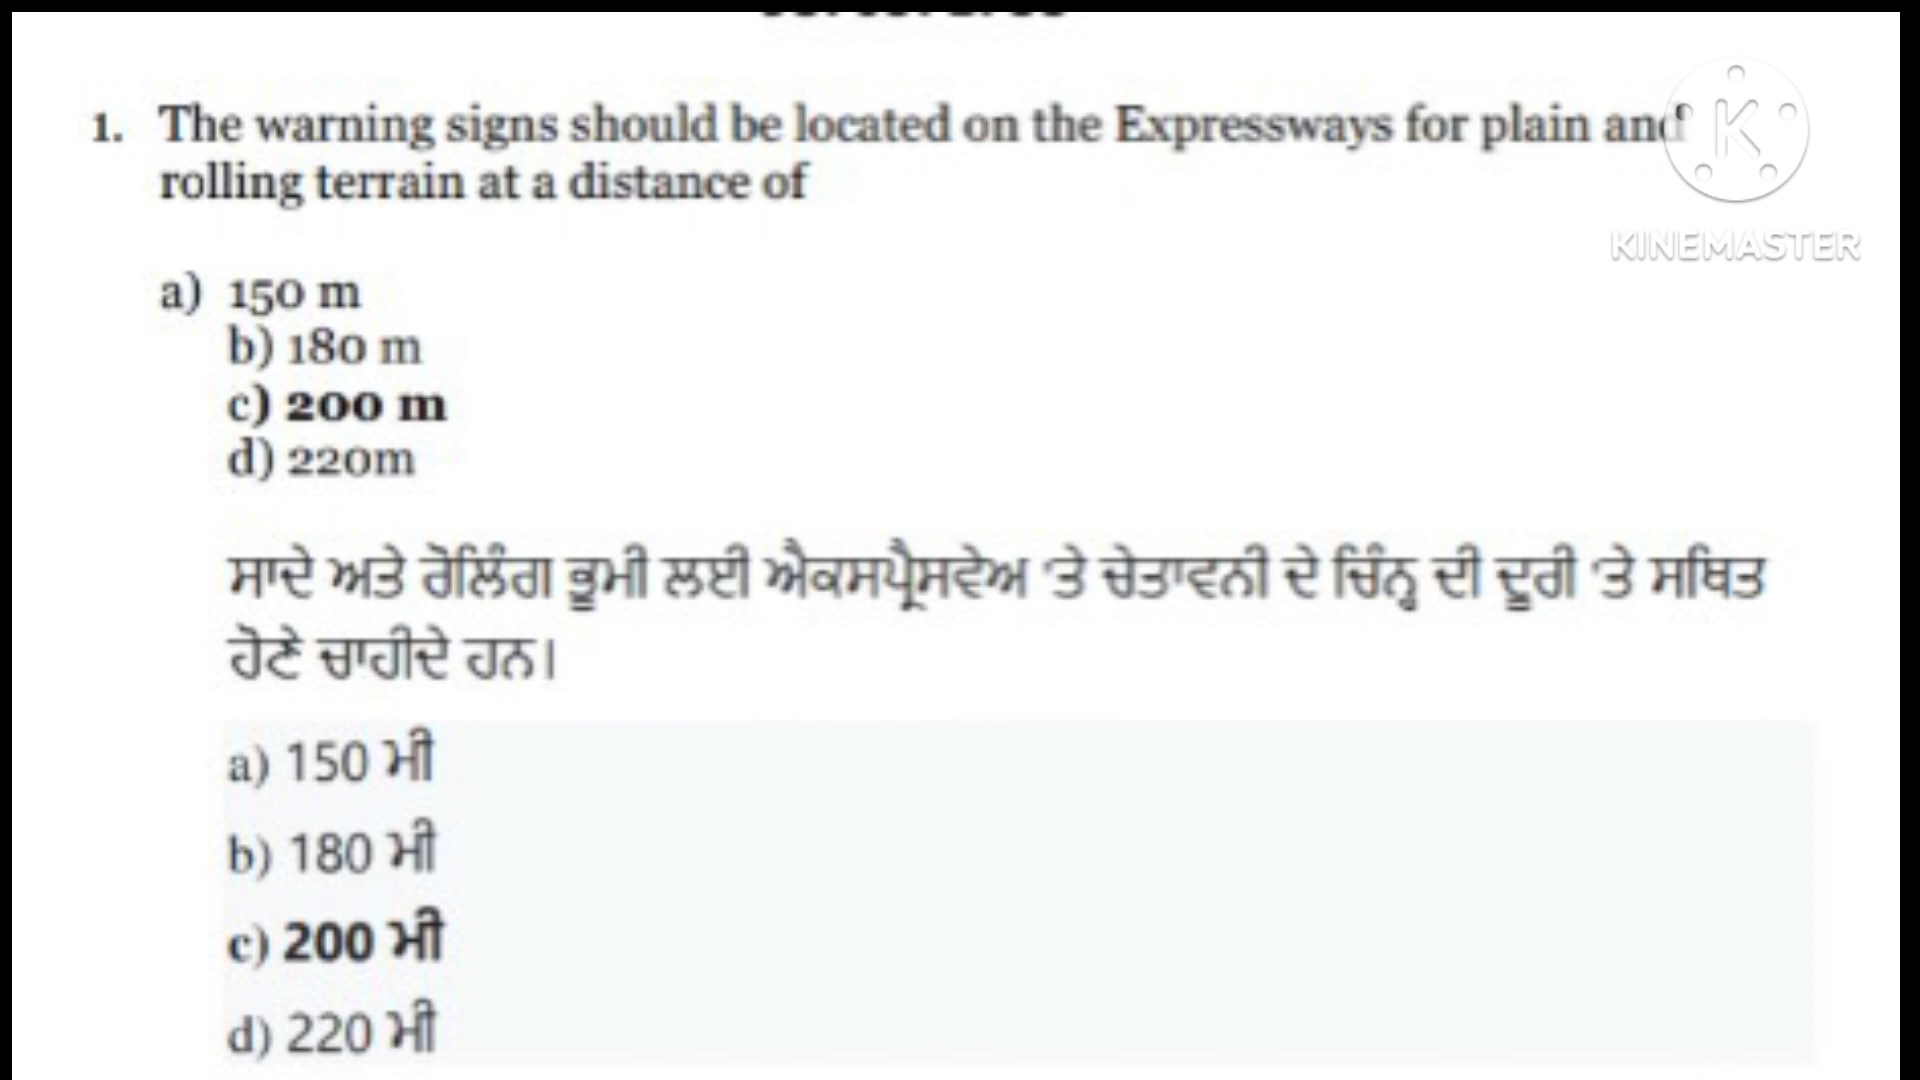 1. The warning signs should be located on the Expressways for plain and
rolling terrain at a distance of
KINEMASTER
a) 150 m
b) 180 m
c) 200 m
d) 220m
ਸਾਦੇ ਅਤੇ ਰੋਲਿੰਗ ਭੂਮੀ ਲਈ ਐਕਸਪ੍ਰੈਸਵੇਅ 'ਤੇ ਚੇਤਾਵਨੀ ਦੇ ਚਿੰਨ੍ਹ ਦੀ ਦੂਰੀ 'ਤੇ ਸਥਿਤ
ਹੋਣੇ ਚਾਹੀਦੇ ਹਨ।
a) 150 ਮੀ
b) 180 ਮੀ
c) 200 ਮੀ
d) 220 ਮੀ